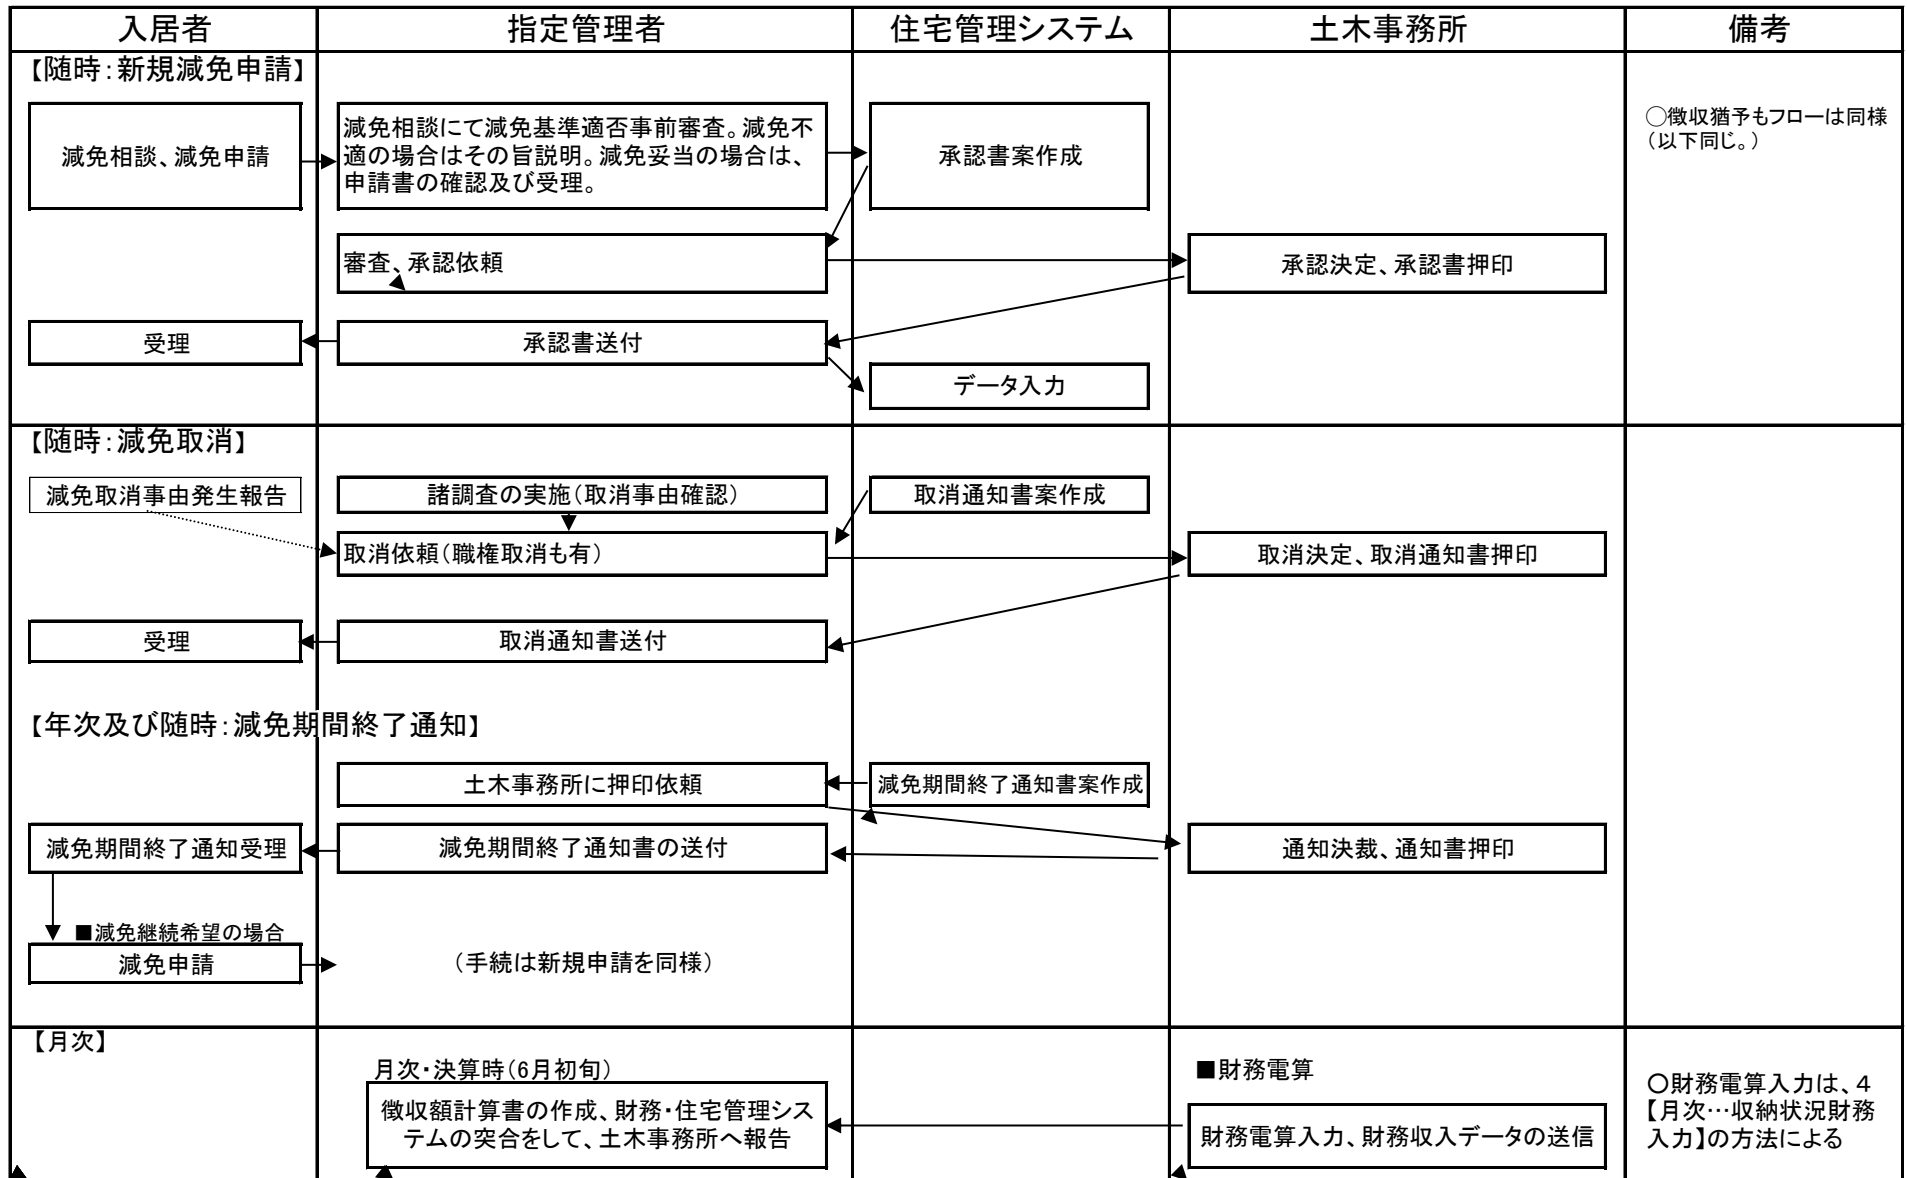 入居者
指定管理者
住宅管理システム
土木事務所
備考
【随時：新規減免申請】
減免相談、減免申請
減免相談にて減免基準適否事前審査。減免不
適の場合はその旨説明。減免妥当の場合は、
申請書の確認及び受理。
承認書案作成
◯徴収猶予もフローは同様
（以下同じ。）
審査、承認依頼
承認決定、承認書押印
受理
承認書送付
データ入力
【随時：減免取消】
減免取消事由発生報告
諸調査の実施（取消事由確認）
取消通知書案作成
取消依頼（職権取消も有）
取消決定、取消通知書押印
受理
取消通知書送付
【年次及び随時：減免期間終了通知】
土木事務所に押印依頼
減免期間終了通知書案作成
減免期間終了通知受理
減免期間終了通知書の送付
通知決裁、通知書押印
■減免継続希望の場合
減免申請
（手続は新規申請を同様）
【月次】
月次・決算時（6月初旬）
■財務電算
徴収額計算書の作成、財務・住宅管理シス
テムの突合をして、土木事務所へ報告
財務電算入力、財務収入データの送信
〇財務電算入力は、４
【月次…収納状況財務
入力】の方法による